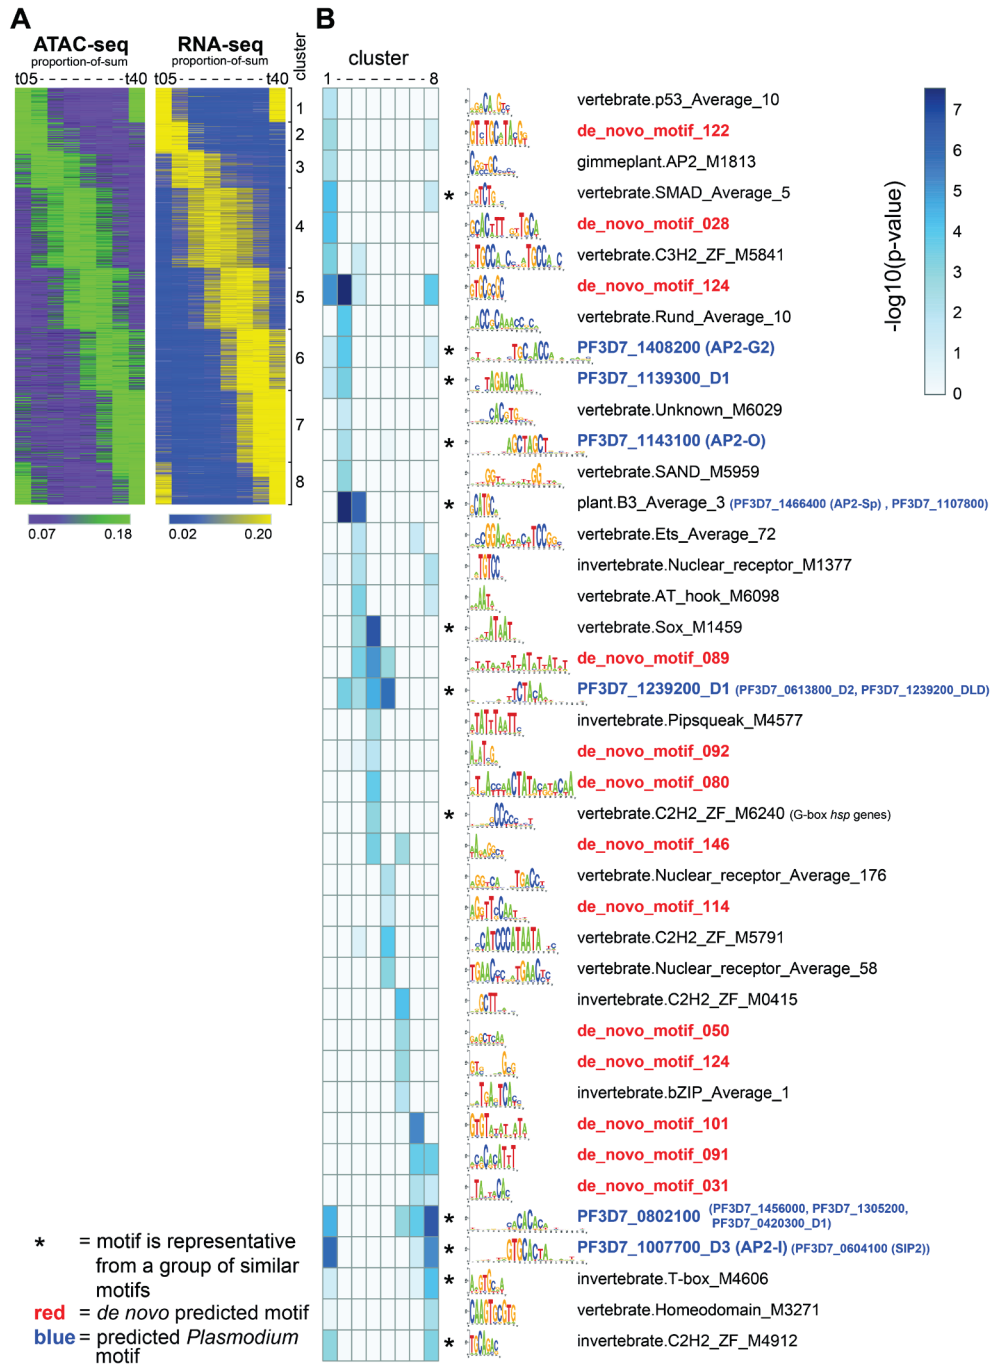 A
B
ATAC-seq
proportion-of-sum
t05 - - - - - - - t40
RNA-seq
proportion-of-sum
t05 - - - - - - - t40
cluster
1
2
3
4
5
6
7
8
0.07 0.18
0.02 0.20
cluster
1 - - - - - - 8
vertebrate.p53_Average_10
de_novo_motif_122
gimmeplant.AP2_M1813
* vertebrate.SMAD_Average_5
de_novo_motif_028
vertebrate.C3H2_ZF_M5841
de_novo_motif_124
vertebrate.Rund_Average_10
* PF3D7_1408200 (AP2-G2)
* PF3D7_1139300_D1
vertebrate.Unknown_M6029
* PF3D7_1143100 (AP2-O)
vertebrate.SAND_M5959
* plant.B3_Average_3 (PF3D7_1466400 (AP2-Sp) , PF3D7_1107800)
vertebrate.Ets_Average_72
invertebrate.Nuclear_receptor_M1377
vertebrate.AT_hook_M6098
* vertebrate.Sox_M1459
de_novo_motif_089
* PF3D7_1239200_D1 (PF3D7_0613800_D2, PF3D7_1239200_DLD)
invertebrate.Pipsqueak_M4577
de_novo_motif_092
de_novo_motif_080
* vertebrate.C2H2_ZF_M6240 (G-box hsp genes)
de_novo_motif_146
vertebrate.Nuclear_receptor_Average_176
de_novo_motif_114
vertebrate.C2H2_ZF_M5791
vertebrate.Nuclear_receptor_Average_58
invertebrate.C2H2_ZF_M0415
de_novo_motif_050
de_novo_motif_124
invertebrate.bZIP_Average_1
de_novo_motif_101
de_novo_motif_091
de_novo_motif_031
* PF3D7_0802100 (PF3D7_1456000, PF3D7_1305200,
PF3D7_0420300_D1)
* PF3D7_1007700_D3 (AP2-I) (PF3D7_0604100 (SIP2))
* invertebrate.T-box_M4606
vertebrate.Homeodomain_M3271
* invertebrate.C2H2_ZF_M4912
-log10(p-value)
7
6
5
4
3
2
1
0
* = motif is representative
from a group of similar
motifs
red = de novo predicted motif
blue = predicted Plasmodium
motif